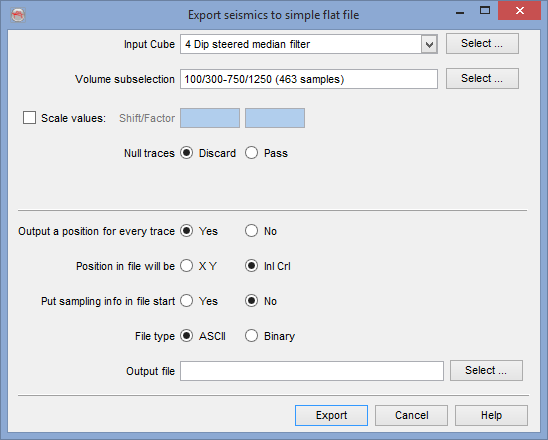 Export seismics to simple flat file
Input Cube 4 Dip steered median filter Select ...
Volume subselection 100/300-750/1250 (463 samples) Select ...
Scale values: Shift/Factor
Null traces Discard Pass
Output a position for every trace Yes No
Position in file will be X Y Inl Crl
Put sampling info in file start Yes No
File type ASCII Binary
Output file Select ...
Export Cancel Help